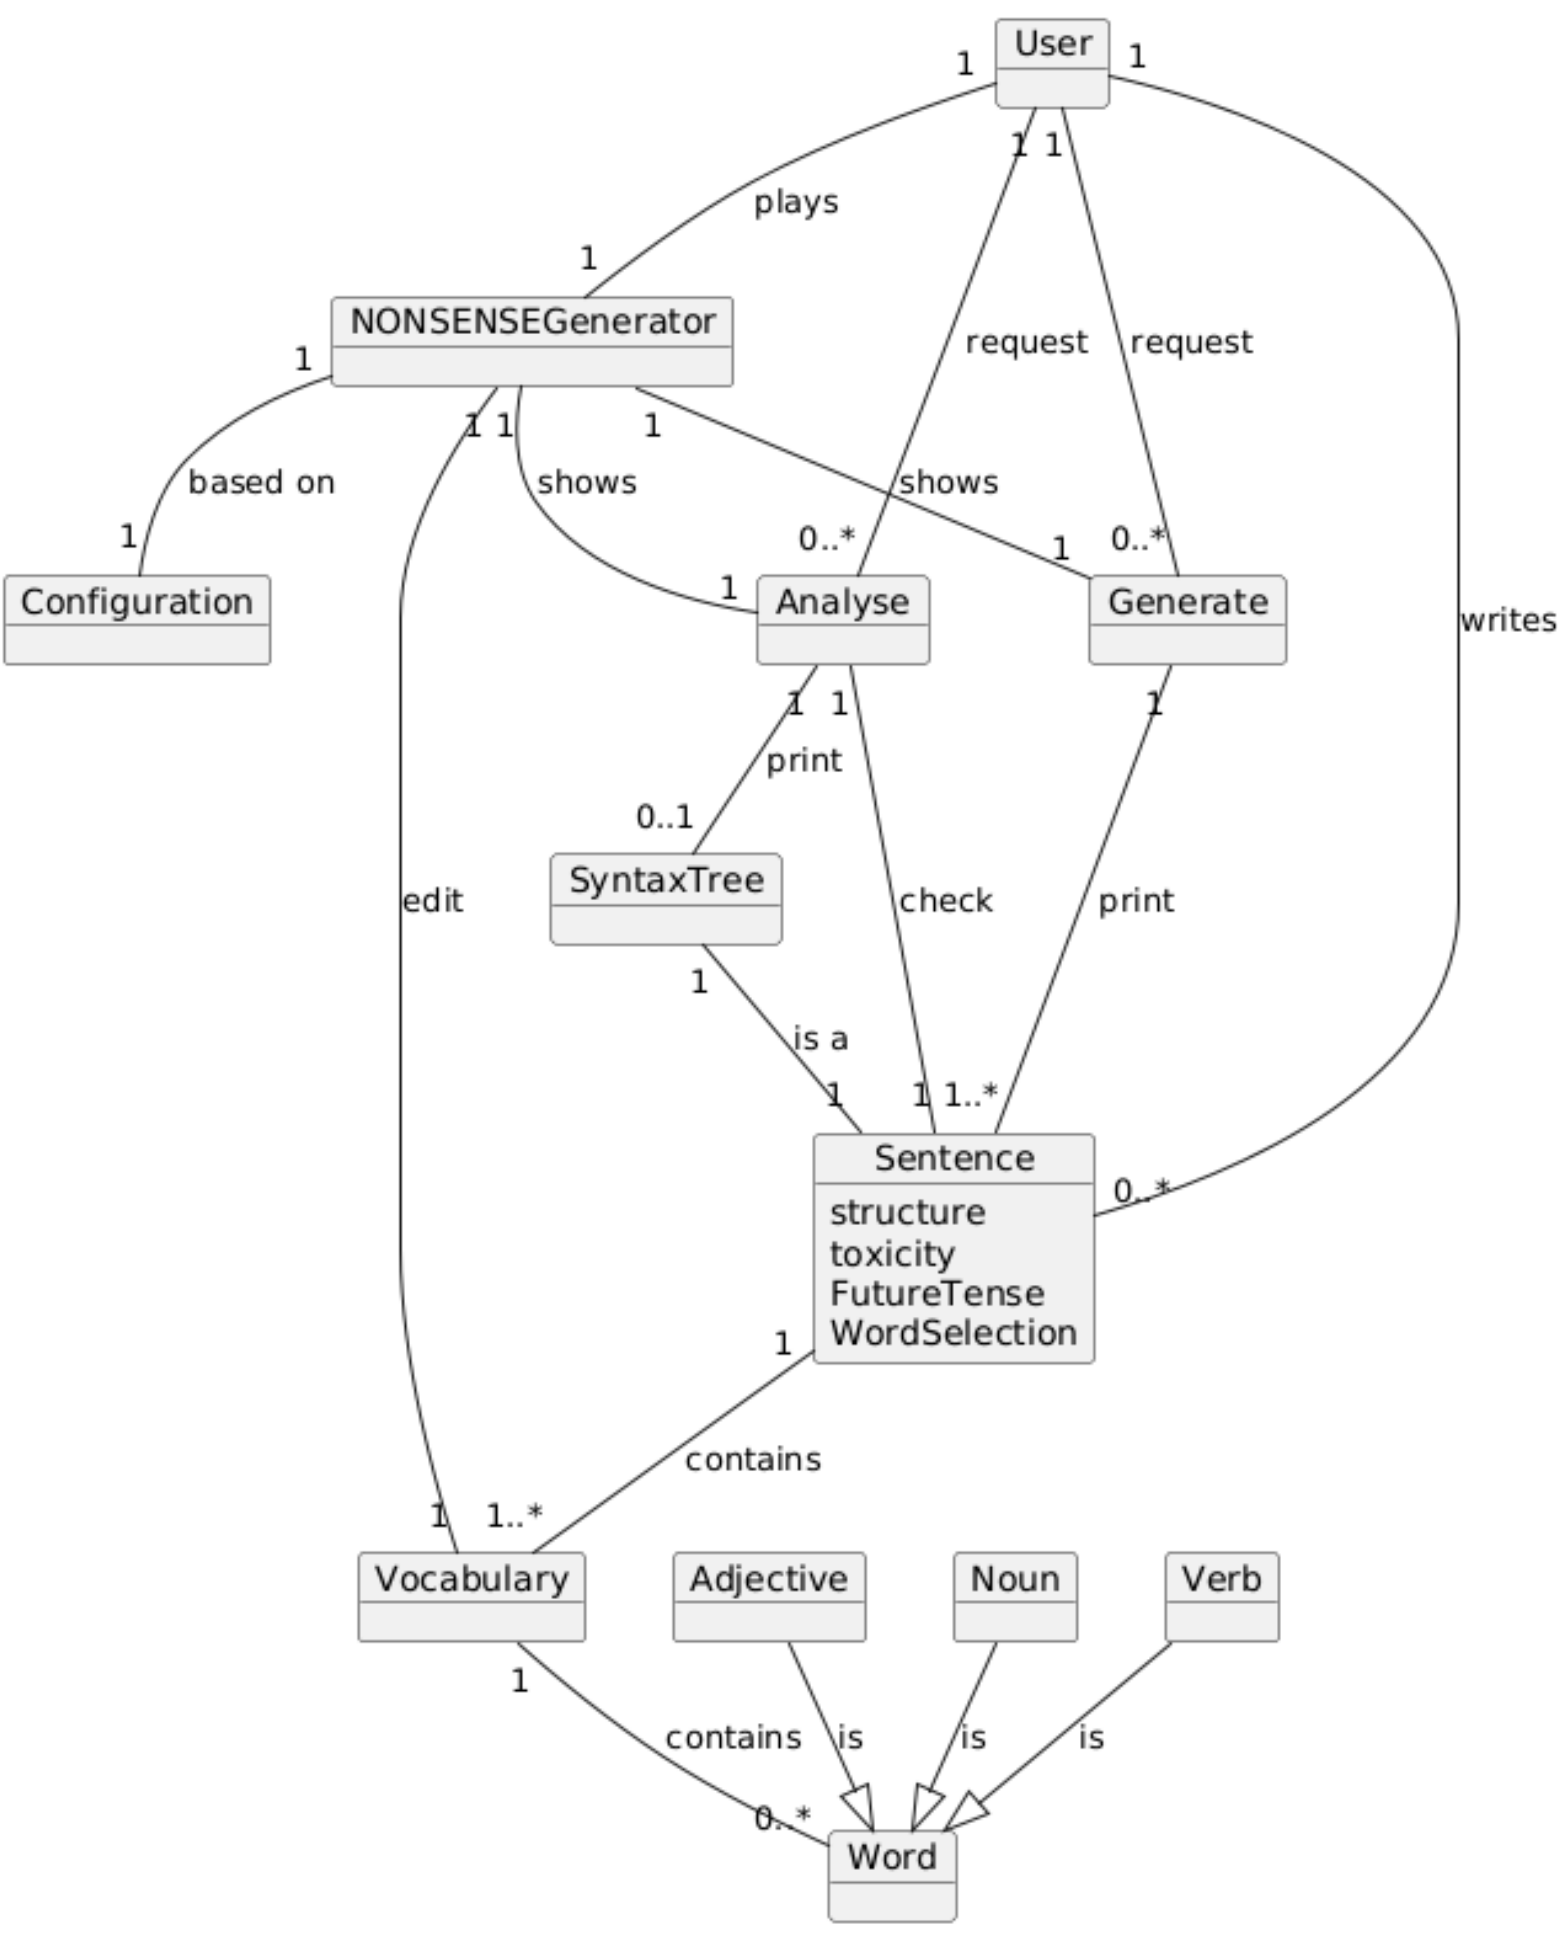 User
1
1
1
1
plays
1
NONSENSEGenerator
request
request
1
1
1
1
based on
shows
shows
1
0..*
0..*
1
1
Configuration
Analyse
Generate
writes
1
1
1
print
0..1
SyntaxTree
edit
check
print
1
is a
1
1
1..*
Sentence
0..*
structure
toxicity
FutureTense
WordSelection
1
contains
1
1..*
Vocabulary
Adjective
Noun
Verb
1
contains
is
is
is
0..*
Word